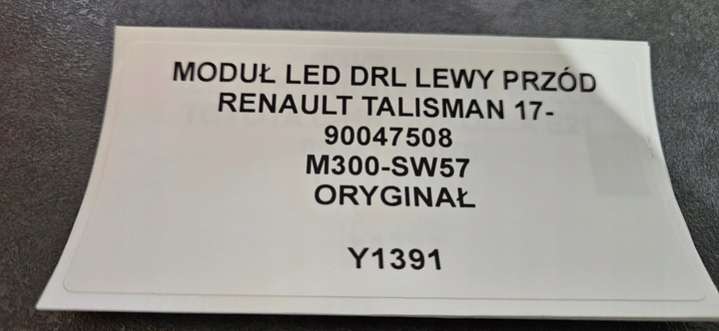 MODUŁ LED DRL LEWY PRZÓD
RENAULT TALISMAN 17-
90047508
M300-SW57
ORYGINAŁ
Y1391